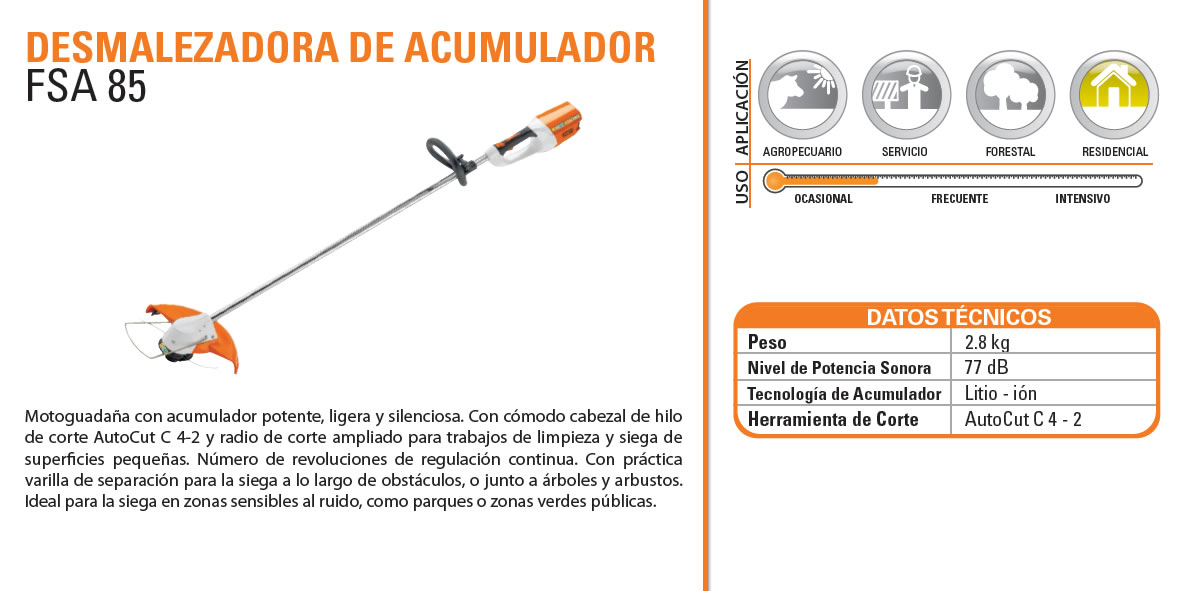 DESMALEZADORA DE ACUMULADOR
FSA 85
Motoguadaña con acumulador potente, ligera y silenciosa. Con cómodo cabezal de hilo
de corte AutoCut C 4-2 y radio de corte ampliado para trabajos de limpieza y siega de
superficies pequeñas. Número de revoluciones de regulación continua. Con práctica
varilla de separación para la siega a lo largo de obstáculos, o junto a árboles y arbustos.
Ideal para la siega en zonas sensibles al ruido, como parques o zonas verdes públicas.
APLICACIÓN
AGROPECUARIO
SERVICIO
FORESTAL
RESIDENCIAL
USO
OCASIONAL
FRECUENTE
INTENSIVO
DATOS TÉCNICOS
Peso 2.8 kg
Nivel de Potencia Sonora 77 dB
Tecnología de Acumulador Litio - ión
Herramienta de Corte AutoCut C 4 - 2